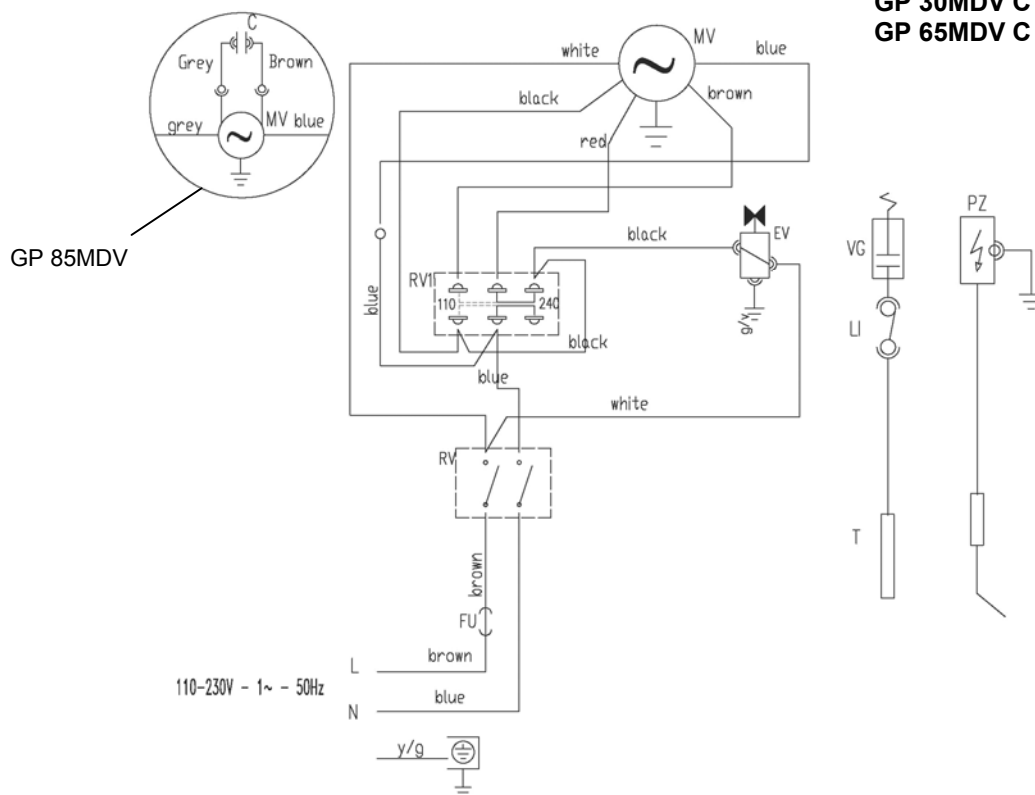 GP 30MDV C
GP 65MDV C
C
Grey
Brown
grey
MV blue
GP 85MDV
white
MV
blue
black
brown
red
blue
RV1
110
240
black
EV
g/y
black
blue
white
RV
brown
FU
L
brown
110-230V - 1~ - 50Hz
N
blue
y/g
VG
LI
T
PZ